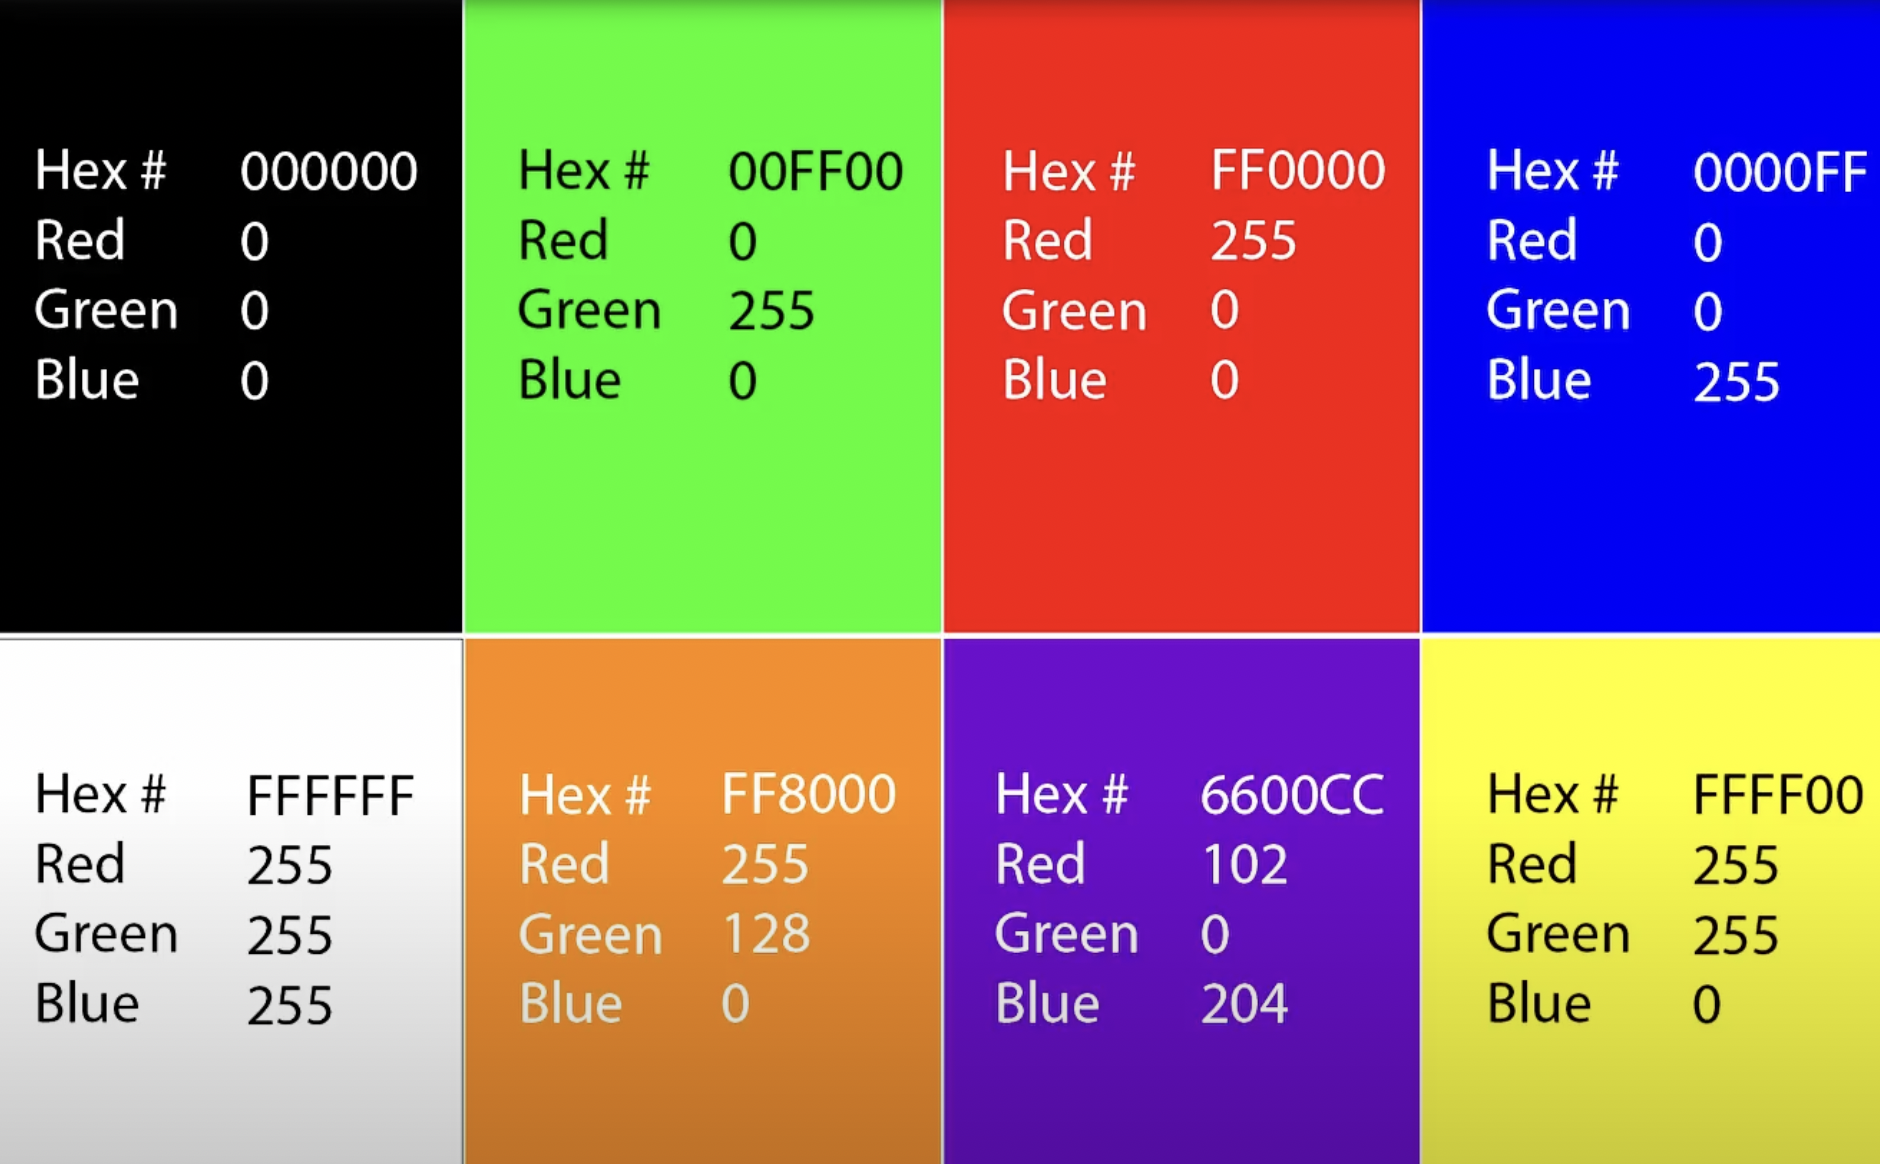 Hex # 000000
Red 0
Green 0
Blue 0
Hex # 00FF00
Red 0
Green 255
Blue 0
Hex # FF0000
Red 255
Green 0
Blue 0
Hex # 0000FF
Red 0
Green 0
Blue 255
Hex # FFFFFF
Red 255
Green 255
Blue 255
Hex # FF8000
Red 255
Green 128
Blue 0
Hex # 6600CC
Red 102
Green 0
Blue 204
Hex # FFFF00
Red 255
Green 255
Blue 0